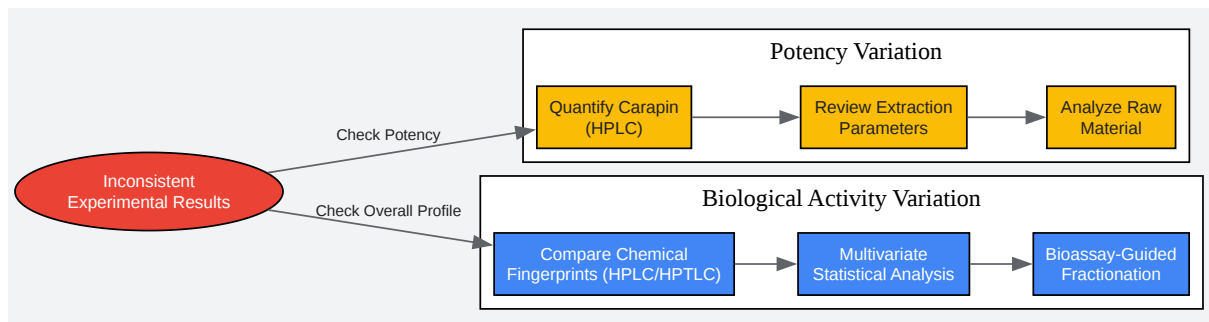 Potency Variation
Quantify Carapin
(HPLC)
Review Extraction
Parameters
Analyze Raw
Material
Check Potency
Inconsistent
Experimental Results
Check Overall Profile
Biological Activity Variation
Compare Chemical
Fingerprints (HPLC/HPTLC)
Multivariate
Statistical Analysis
Bioassay-Guided
Fractionation